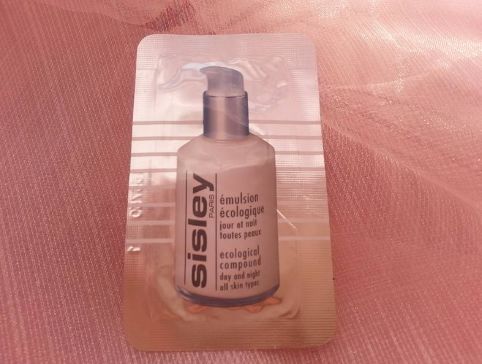 sisley
PARIS
émulsion
écologique
jour et nuit
toutes peaux
ecological
compound
day and night
all skin types